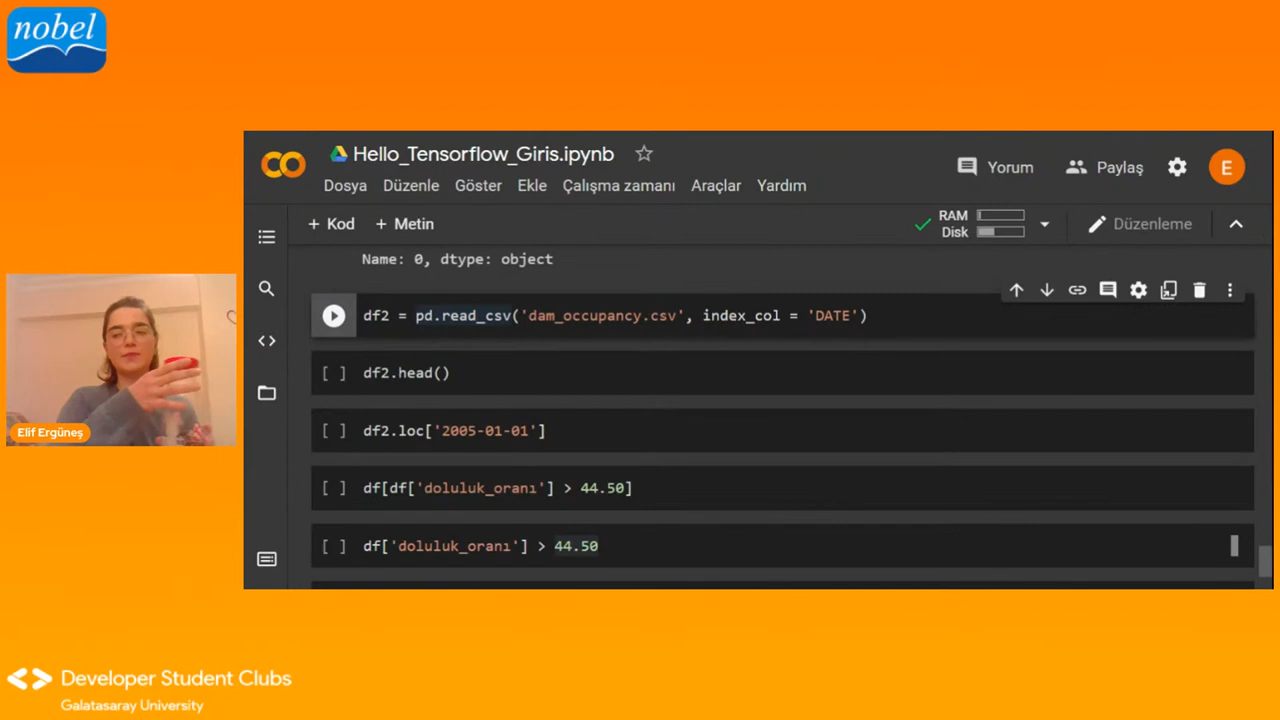 nobel
Hello_Tensorflow_Giris.ipynb
E
Yorum
Paylaş
Dosya Düzenle Göster Ekle Çalışma zamanı Araçlar Yardım
+ Kod + Metin
RAM
Disk
Düzenleme
Name: 0, dtype: object
df2 = pd.read_csv('dam_occupancy.csv', index_col = 'DATE')
[ ] df2.head()
[ ] df2.loc['2005-01-01']
[ ] df[df['doluluk_oranı'] > 44.50]
[ ] df['doluluk_oranı'] > 44.50
Elif Ergüneş
Developer Student Clubs
Galatasaray University